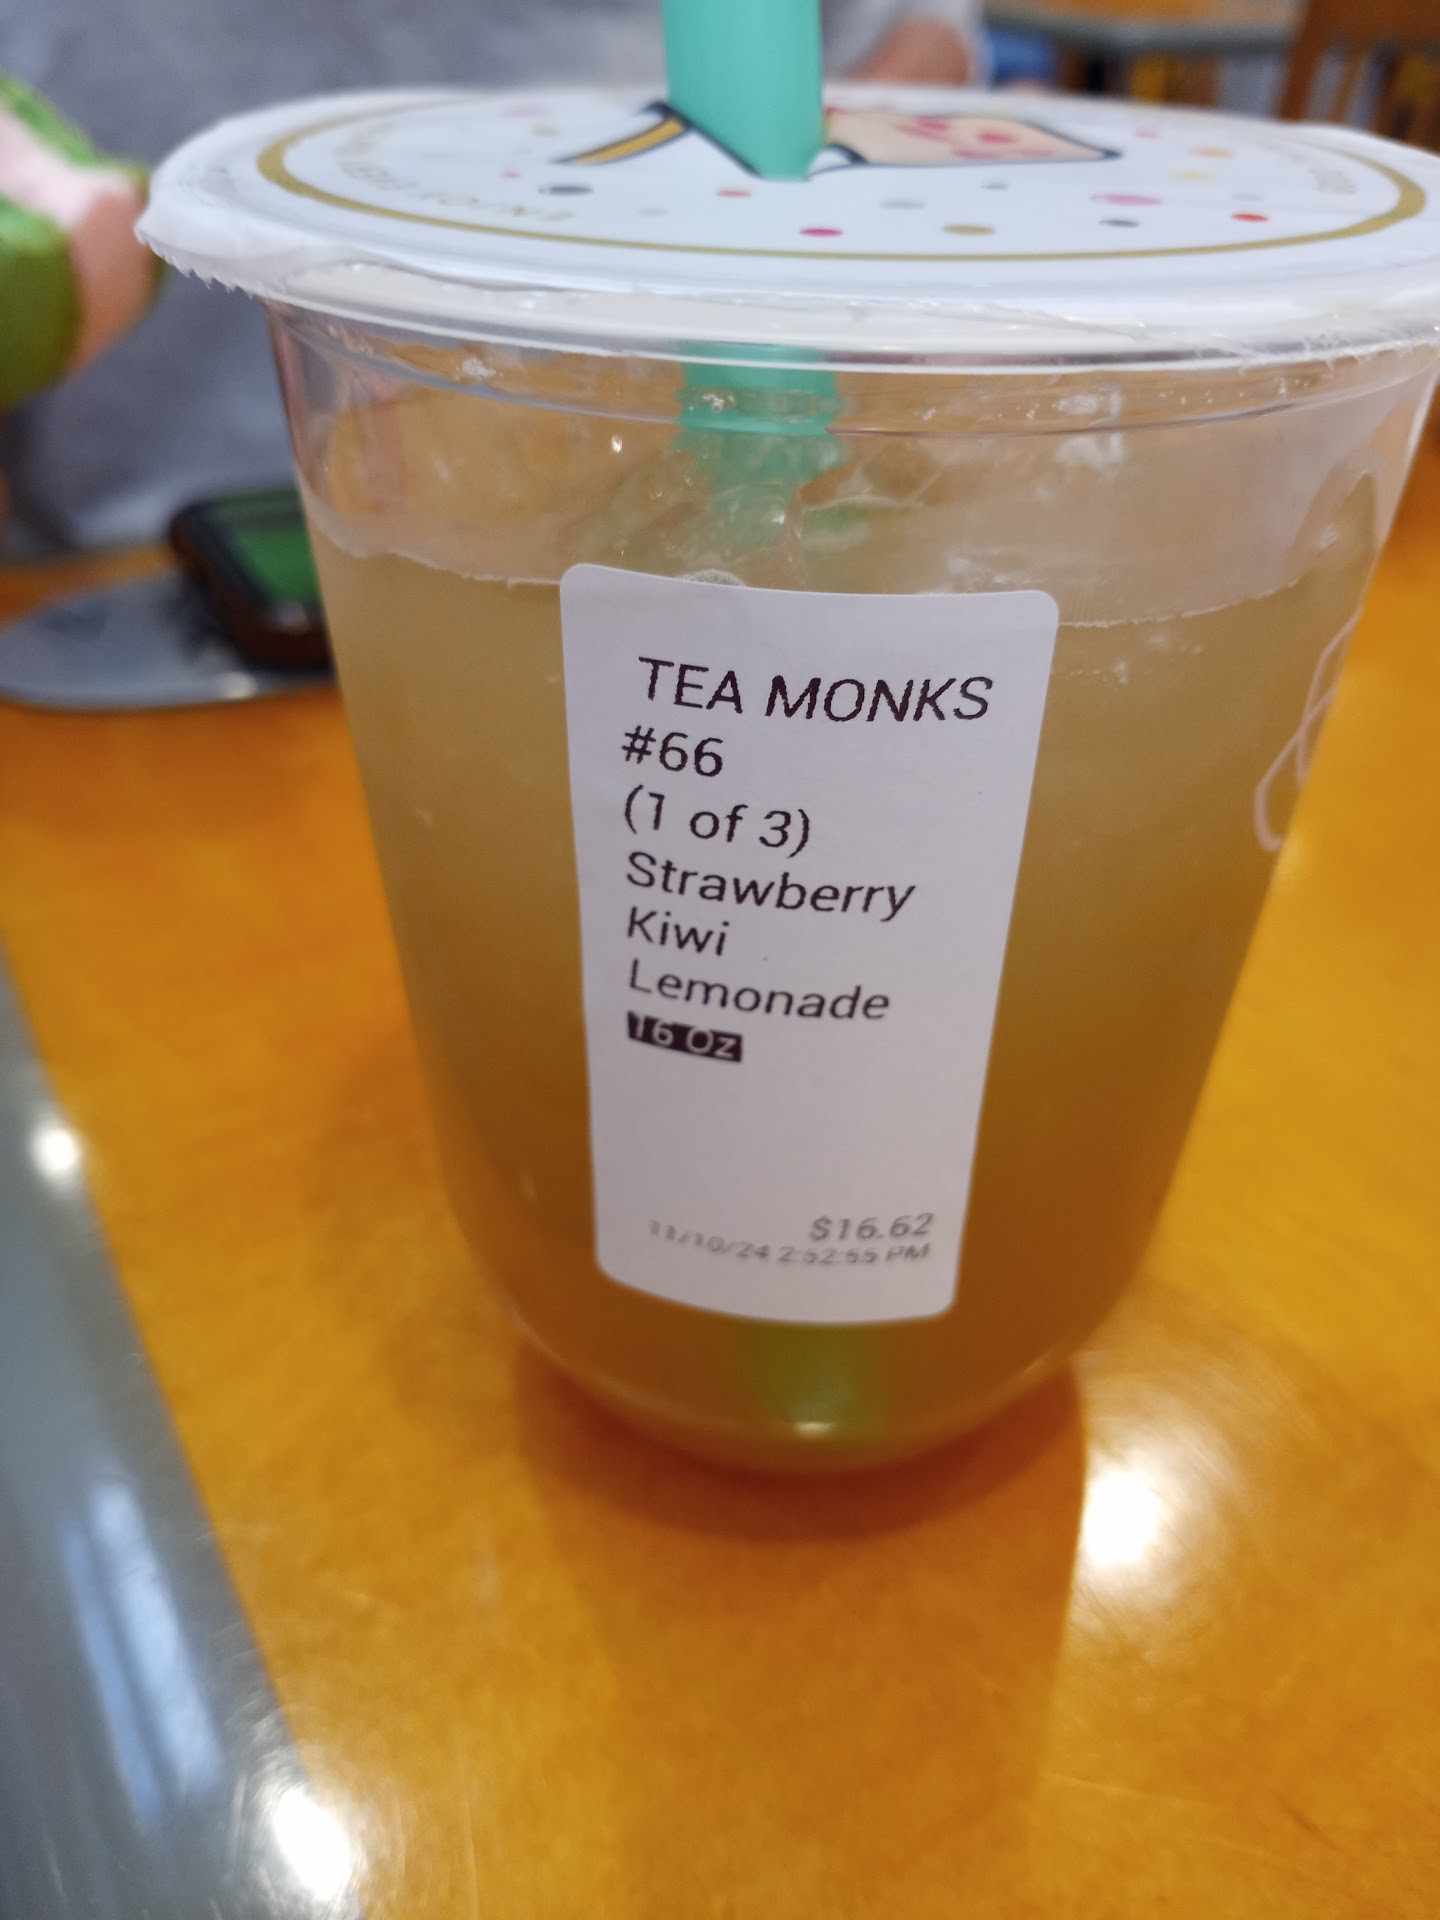 TEA MONKS
#66
(1 of 3)
Strawberry
Kiwi
Lemonade
16 Oz
$16.62
11/10/24 2:52:55 PM